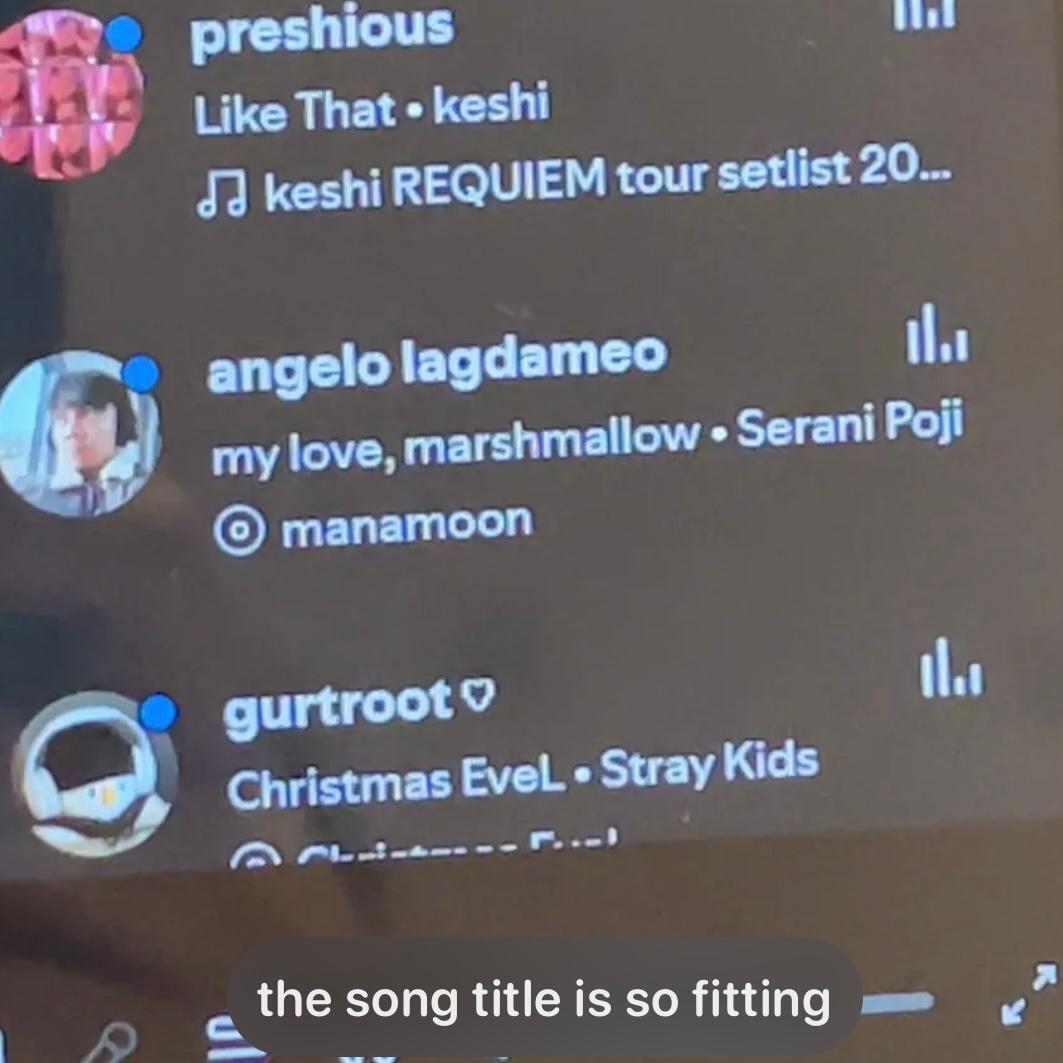 preshious
Like That • keshi
keshi REQUIEM tour setlist 20...
angelo lagdameo
my love, marshmallow • Serani Poji
manamoon
gurtroot♡
Christmas EveL • Stray Kids
the song title is so fitting